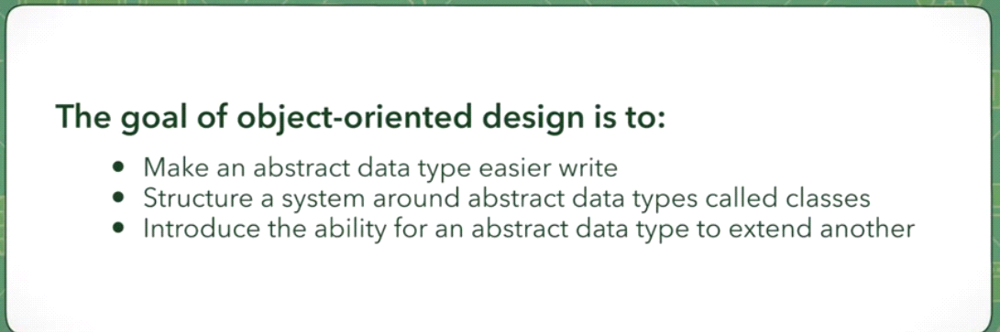 The goal of object-oriented design is to:
● Make an abstract data type easier write
● Structure a system around abstract data types called classes
● Introduce the ability for an abstract data type to extend another